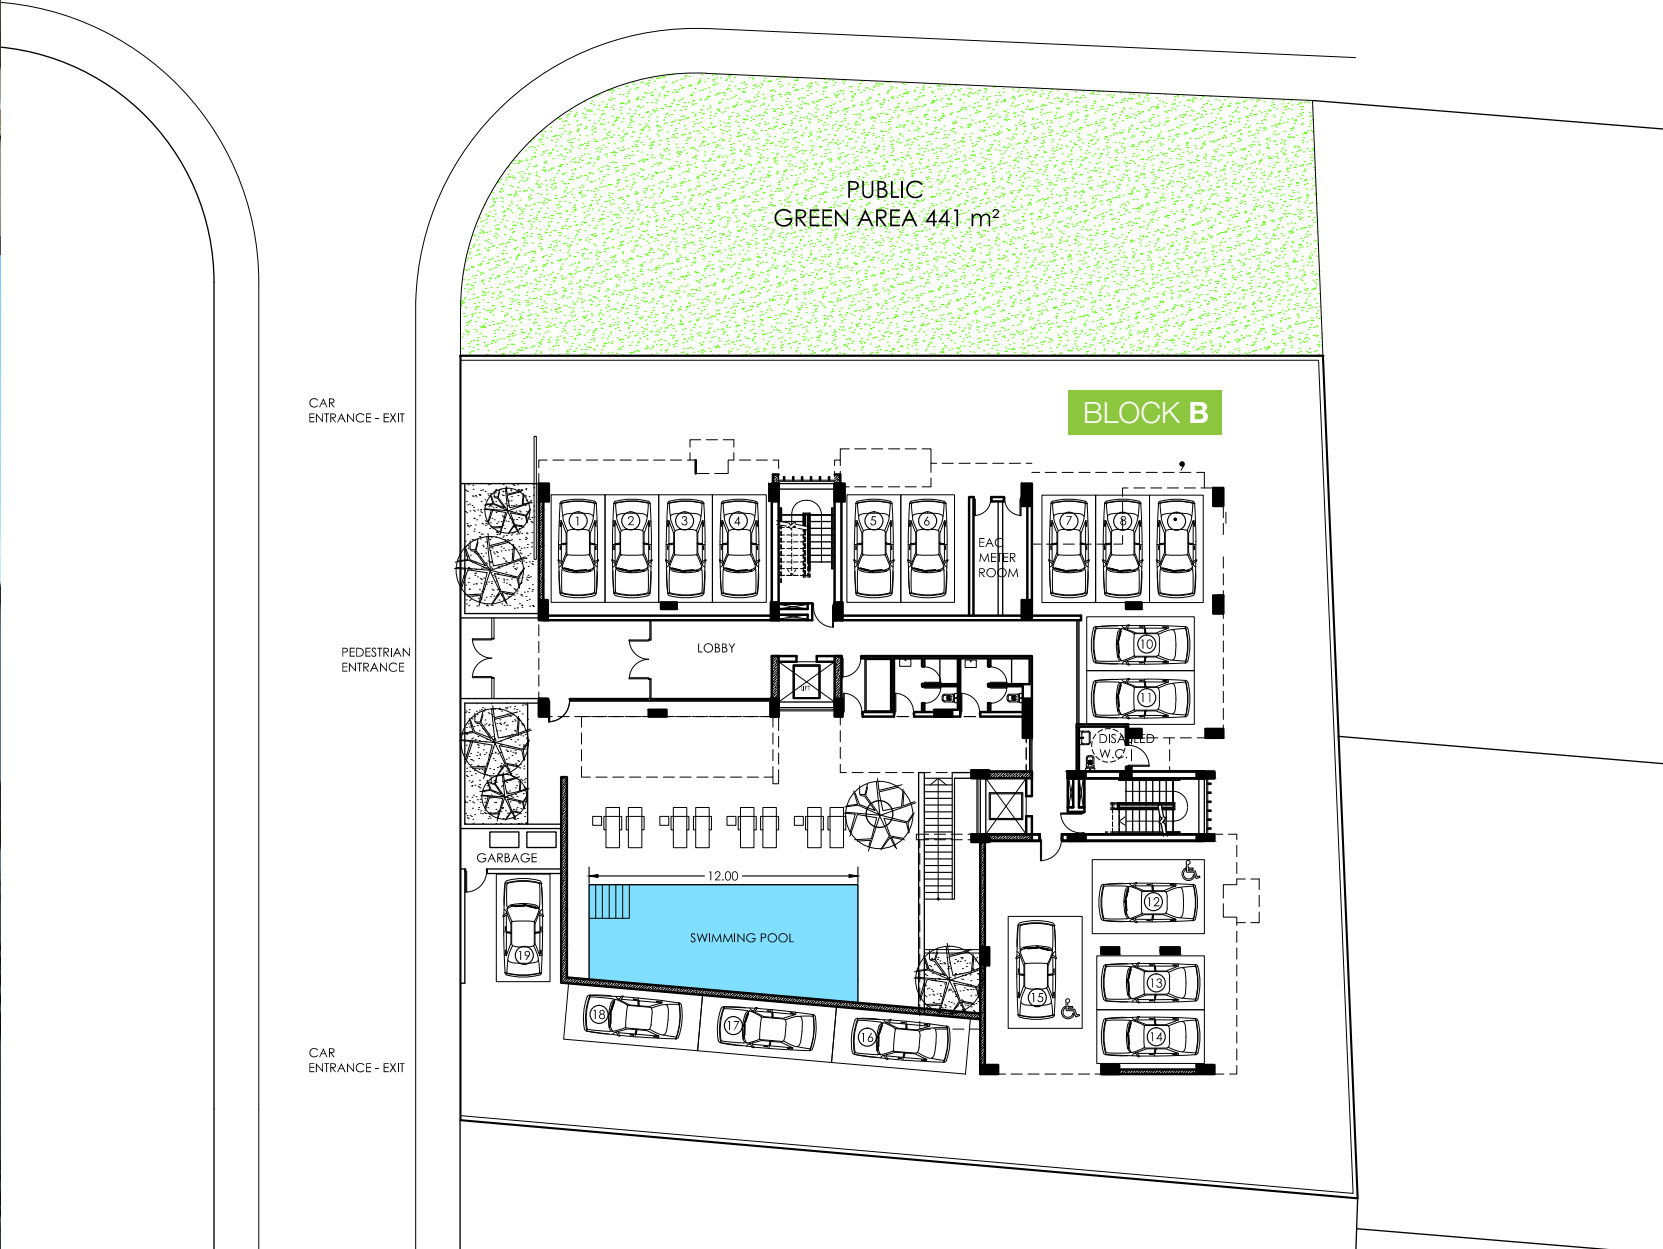 PUBLIC
GREEN AREA 441 m²
CAR
ENTRANCE - EXIT
BLOCK B
1
2
3
4
5
6
7
8
EAC
METER
ROOM
PEDESTRIAN
ENTRANCE
LOBBY
10
LIFT
11
DISABLED
W.C.
GARBAGE
12.00
12
19
SWIMMING POOL
13
15
18
17
16
14
CAR
ENTRANCE - EXIT